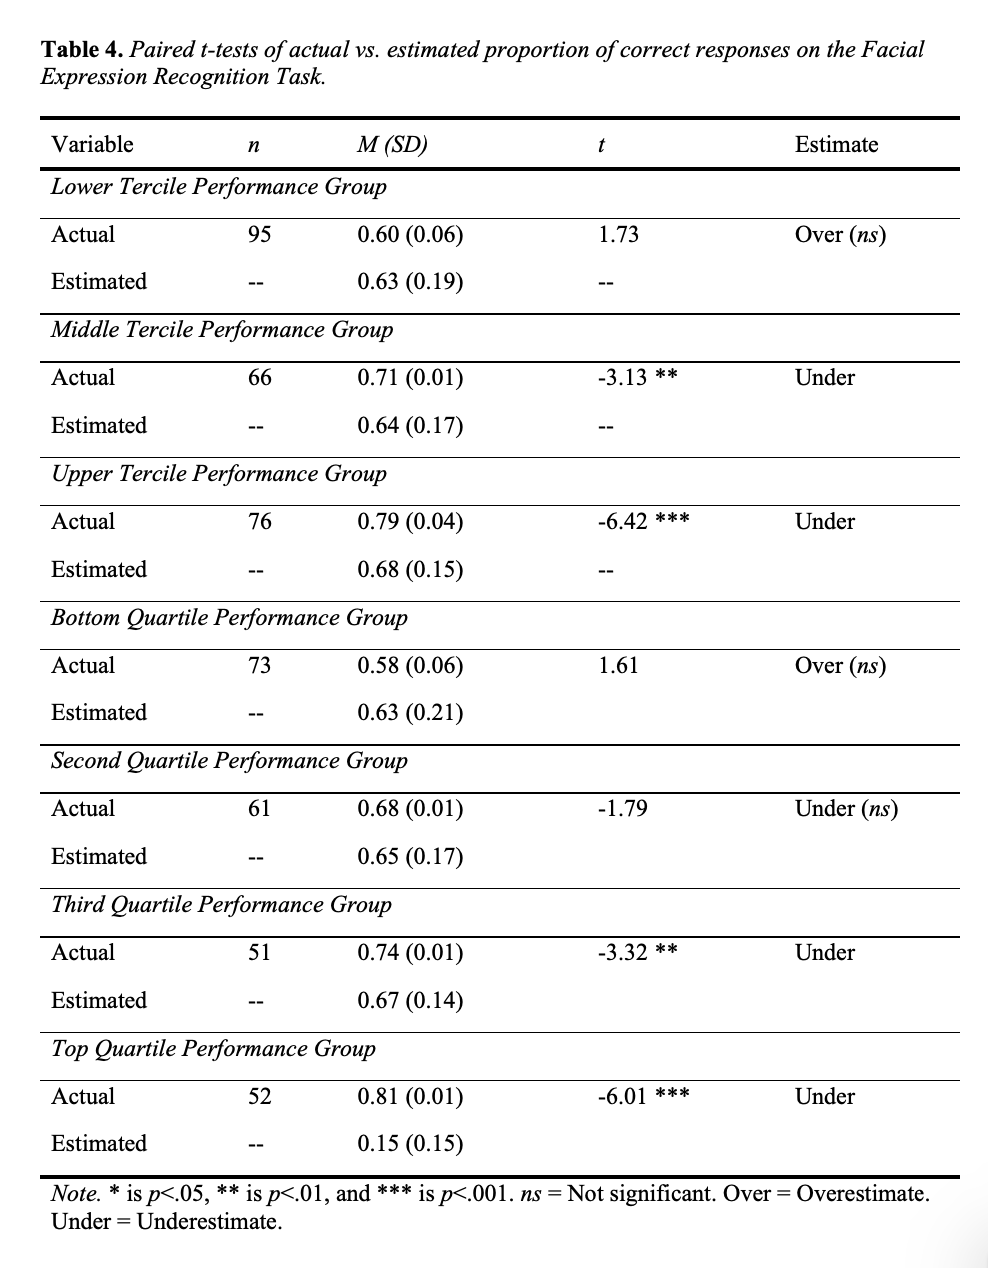 Table 4. Paired t-tests of actual vs. estimated proportion of correct responses on the Facial
Expression Recognition Task.
Variable n M (SD) t Estimate
Lower Tercile Performance Group
Actual 95 0.60 (0.06) 1.73 Over (ns)
Estimated -- 0.63 (0.19) --
Middle Tercile Performance Group
Actual 66 0.71 (0.01) -3.13 ** Under
Estimated -- 0.64 (0.17) --
Upper Tercile Performance Group
Actual 76 0.79 (0.04) -6.42 *** Under
Estimated -- 0.68 (0.15) --
Bottom Quartile Performance Group
Actual 73 0.58 (0.06) 1.61 Over (ns)
Estimated -- 0.63 (0.21)
Second Quartile Performance Group
Actual 61 0.68 (0.01) -1.79 Under (ns)
Estimated -- 0.65 (0.17)
Third Quartile Performance Group
Actual 51 0.74 (0.01) -3.32 ** Under
Estimated -- 0.67 (0.14)
Top Quartile Performance Group
Actual 52 0.81 (0.01) -6.01 *** Under
Estimated -- 0.15 (0.15)
Note. * is p<.05, ** is p<.01, and *** is p<.001. ns = Not significant. Over = Overestimate.
Under = Underestimate.